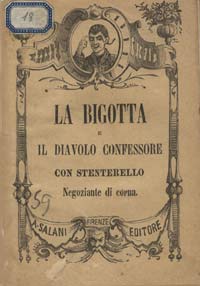 18
LA BIGOTTA
E
IL DIAVOLO CONFESSORE
CON STENTERELLO
Negoziante di corna.
59
A. SALANI
FIRENZE
EDITORE